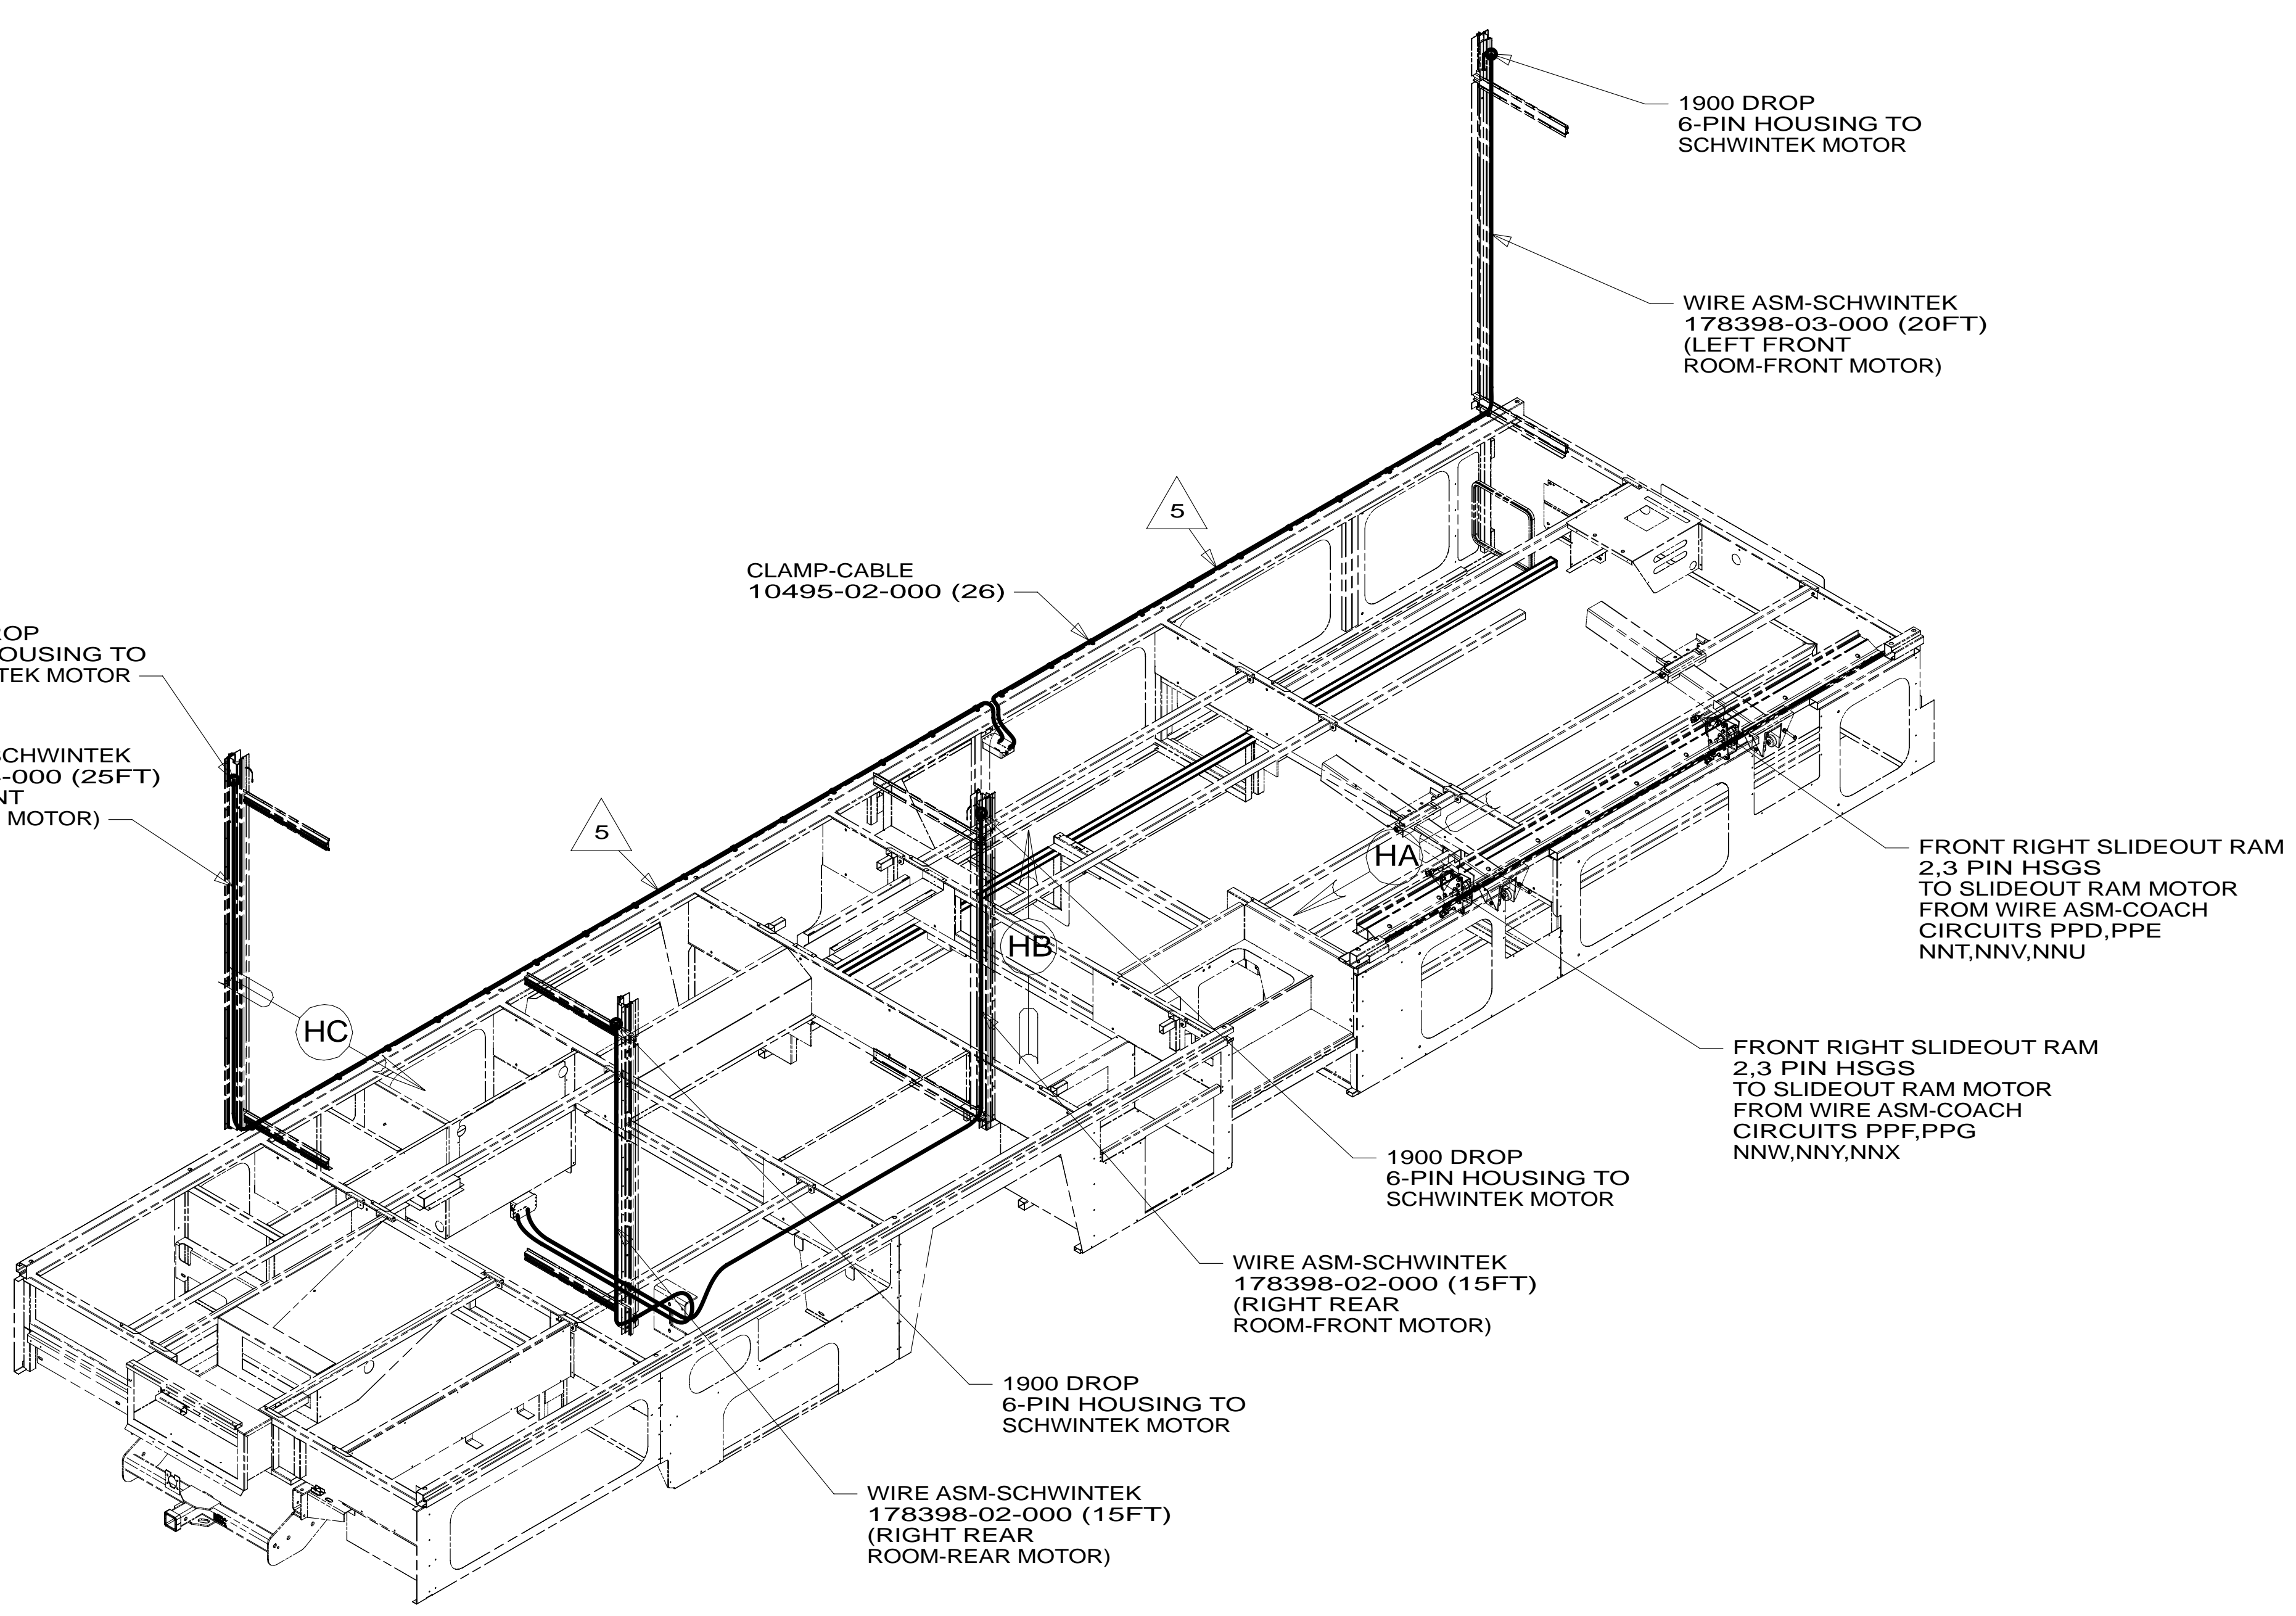 1900 DROP
6-PIN HOUSING TO
SCHWINTEK MOTOR
WIRE ASM-SCHWINTEK
178398-03-000 (20FT)
(LEFT FRONT
ROOM-FRONT MOTOR)
5
CLAMP-CABLE
10495-02-000 (26)
OUSING TO
MOTOR
-000 (25FT)
MOTOR)
5
HC
HB
HA
FRONT RIGHT SLIDEOUT RAM
2,3 PIN HSGS
TO SLIDEOUT RAM MOTOR
FROM WIRE ASM-COACH
CIRCUITS PPD,PPE
NNT,NNV,NNU
FRONT RIGHT SLIDEOUT RAM
2,3 PIN HSGS
TO SLIDEOUT RAM MOTOR
FROM WIRE ASM-COACH
CIRCUITS PPF,PPG
NNW,NNY,NNX
1900 DROP
6-PIN HOUSING TO
SCHWINTEK MOTOR
WIRE ASM-SCHWINTEK
178398-02-000 (15FT)
(RIGHT REAR
ROOM-FRONT MOTOR)
1900 DROP
6-PIN HOUSING TO
SCHWINTEK MOTOR
WIRE ASM-SCHWINTEK
178398-02-000 (15FT)
(RIGHT REAR
ROOM-REAR MOTOR)